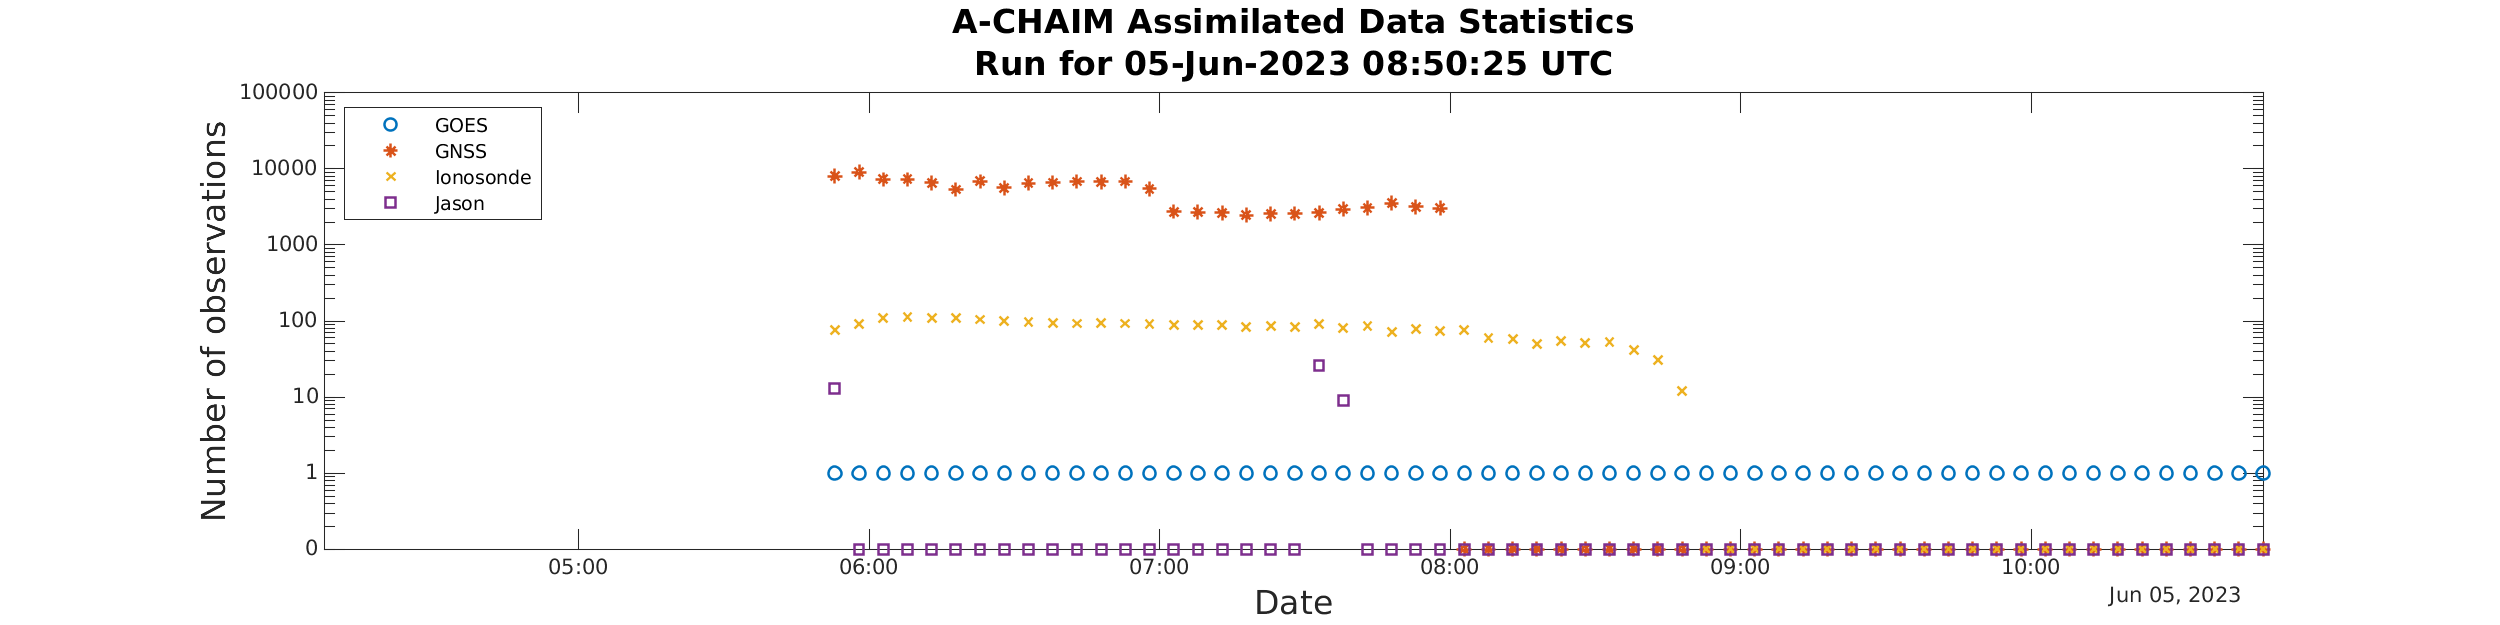 A-CHAIM Assimilated Data Statistics
Run for 05-Jun-2023 08:50:25 UTC
100000
10000
1000
100
10
1
0
Number of observations
GOES
GNSS
Ionosonde
Jason
05:00 06:00 07:00 08:00 09:00 10:00
Date
Jun 05, 2023